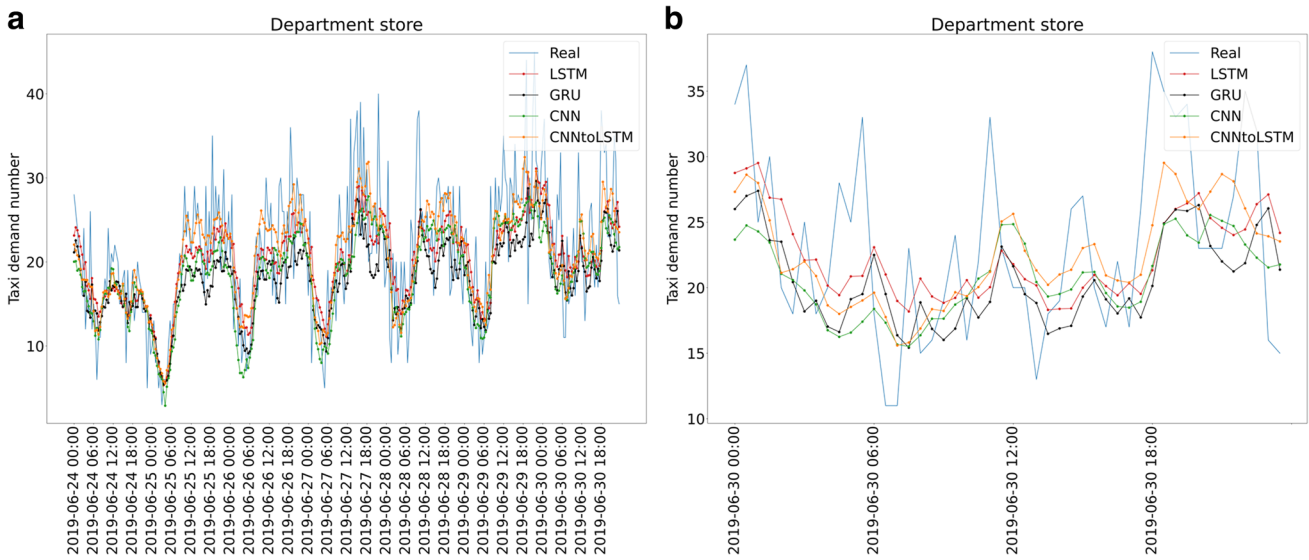 a
Department store
Real
LSTM
GRU
CNN
CNNtoLSTM
Taxi demand number
40
30
20
10
2019-06-24 00:00
2019-06-24 06:00
2019-06-24 12:00
2019-06-24 18:00
2019-06-25 00:00
2019-06-25 06:00
2019-06-25 12:00
2019-06-25 18:00
2019-06-26 00:00
2019-06-26 06:00
2019-06-26 12:00
2019-06-26 18:00
2019-06-27 00:00
2019-06-27 06:00
2019-06-27 12:00
2019-06-27 18:00
2019-06-28 00:00
2019-06-28 06:00
2019-06-28 12:00
2019-06-28 18:00
2019-06-29 00:00
2019-06-29 06:00
2019-06-29 12:00
2019-06-29 18:00
2019-06-30 00:00
2019-06-30 06:00
2019-06-30 12:00
2019-06-30 18:00
b
Department store
Real
LSTM
GRU
CNN
CNNtoLSTM
Taxi demand number
35
30
25
20
15
10
2019-06-30 00:00
2019-06-30 06:00
2019-06-30 12:00
2019-06-30 18:00